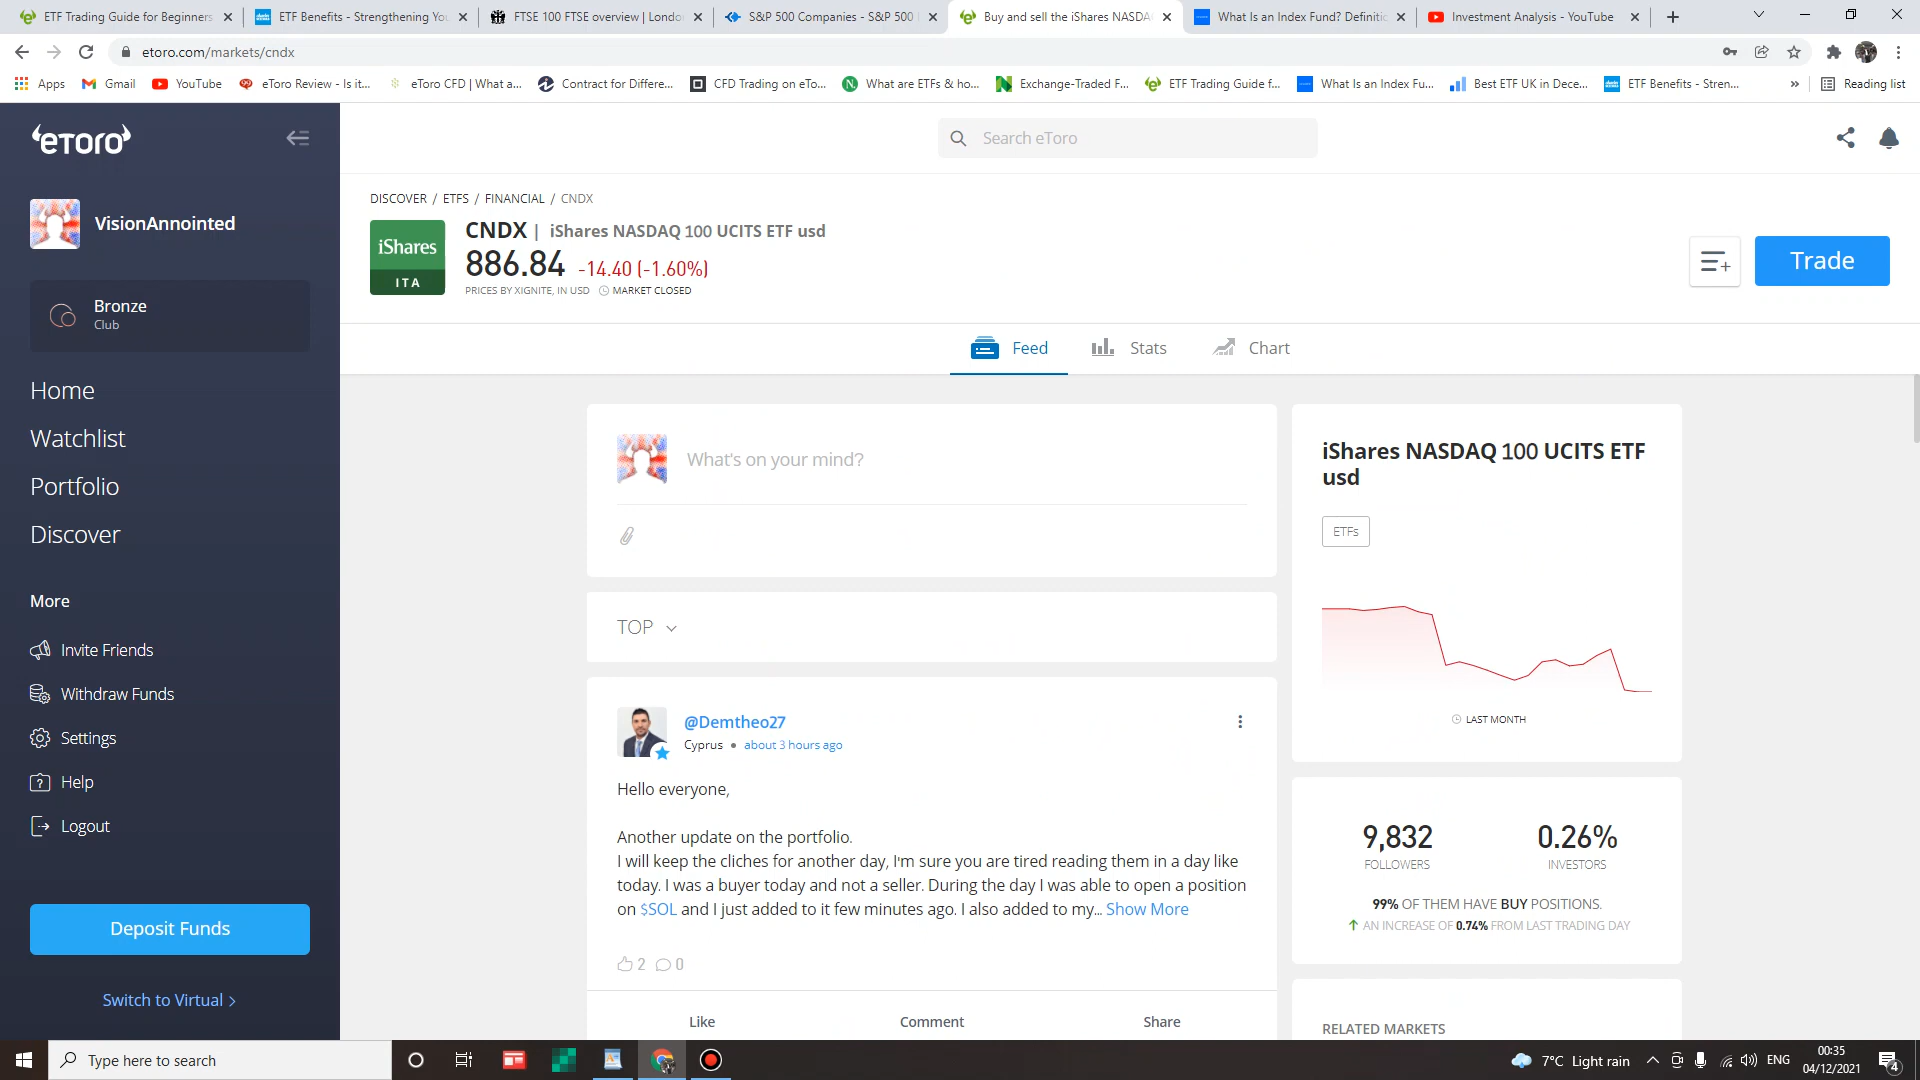 ETF Trading Guide for Beginners
ETF Benefits - Strengthening Yo
FTSE 100 FTSE overview | Londo
S&P 500 Companies - S&P 500
Buy and sell the iShares NASDA
What Is an Index Fund? Definitic
Investment Analysis - YouTube
etoro.com/markets/cndx
Apps
Gmail
YouTube
eToro Review - Is it...
eToro CFD | What a...
Contract for Differe...
CFD Trading on eTo...
What are ETFs & ho...
Exchange-Traded F...
ETF Trading Guide f...
What Is an Index Fu...
Best ETF UK in Dece...
ETF Benefits - Stren...
»
Reading list
eToro
Search eToro
VisionAnnointed
Bronze
Club
Home
Watchlist
Portfolio
Discover
More
Invite Friends
Withdraw Funds
Settings
Help
Logout
Deposit Funds
Switch to Virtual >
DISCOVER / ETFS / FINANCIAL / CNDX
iShares
ITA
CNDX | iShares NASDAQ 100 UCITS ETF usd
886.84 -14.40 (-1.60%)
PRICES BY XIGNITE, IN USD MARKET CLOSED
Trade
Feed
Stats
Chart
What's on your mind?
TOP
@Demtheo27
Cyprus • about 3 hours ago
Hello everyone,
Another update on the portfolio.
I will keep the cliches for another day, I'm sure you are tired reading them in a day like
today. I was a buyer today and not a seller. During the day I was able to open a position
on $SOL and I just added to it few minutes ago. I also added to my... Show More
2 0
Like
Comment
Share
iShares NASDAQ 100 UCITS ETF
usd
ETFs
LAST MONTH
9,832
FOLLOWERS
0.26%
INVESTORS
99% OF THEM HAVE BUY POSITIONS.
AN INCREASE OF 0.74% FROM LAST TRADING DAY
RELATED MARKETS
Type here to search
7°C Light rain
ENG
00:35
04/12/2021
4